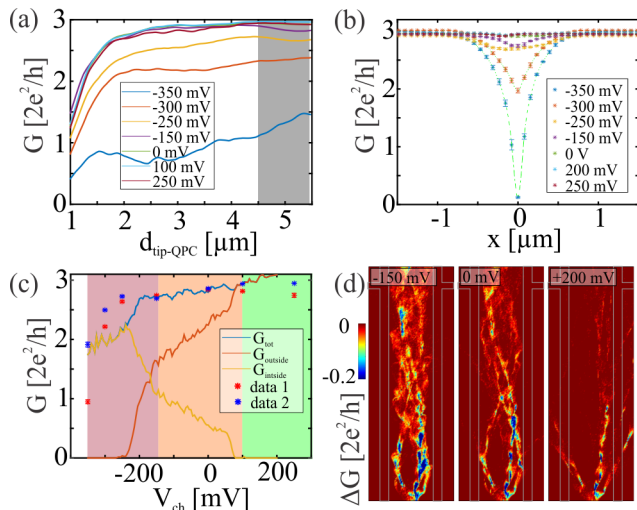 (a)
3
2
1
0
G [2e²/h]
-350 mV
-300 mV
-250 mV
-150 mV
0 mV
100 mV
250 mV
1 2 3 4 5
d_tip-QPC [µm]
(b)
3
2
1
0
G [2e²/h]
-350 mV
-300 mV
-250 mV
-150 mV
0 V
200 mV
250 mV
-1 0 1
x [µm]
(c)
3
2
1
0
G [2e²/h]
G_tot
G_outside
G_intside
data 1
data 2
-200 0 200
V_ch [mV]
(d)
-150 mV
0 mV
+200 mV
0
-0.2
ΔG [2e²/h]